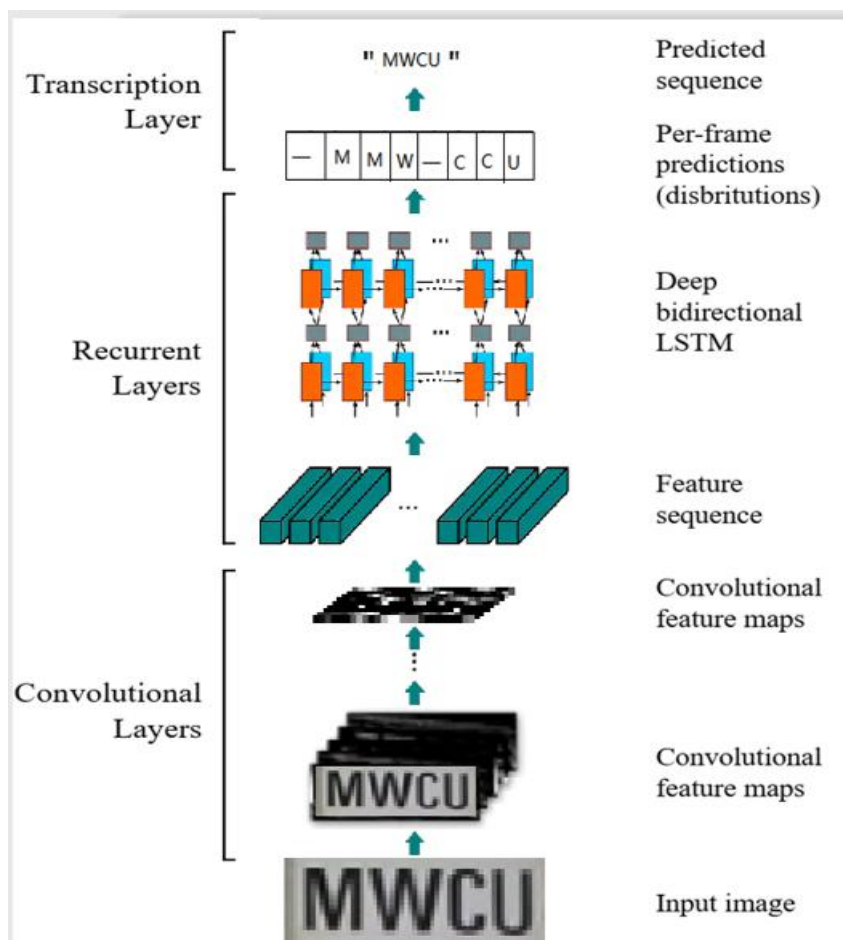 " MWCU "
Predicted
sequence
Transcription
Layer
— M M W — C C U
Per-frame
predictions
(disbritutions)
...
...
Deep
bidirectional
LSTM
...
...
Recurrent
Layers
...
Feature
sequence
Convolutional
feature maps
Convolutional
Layers
MWCU
Convolutional
feature maps
MWCU
Input image